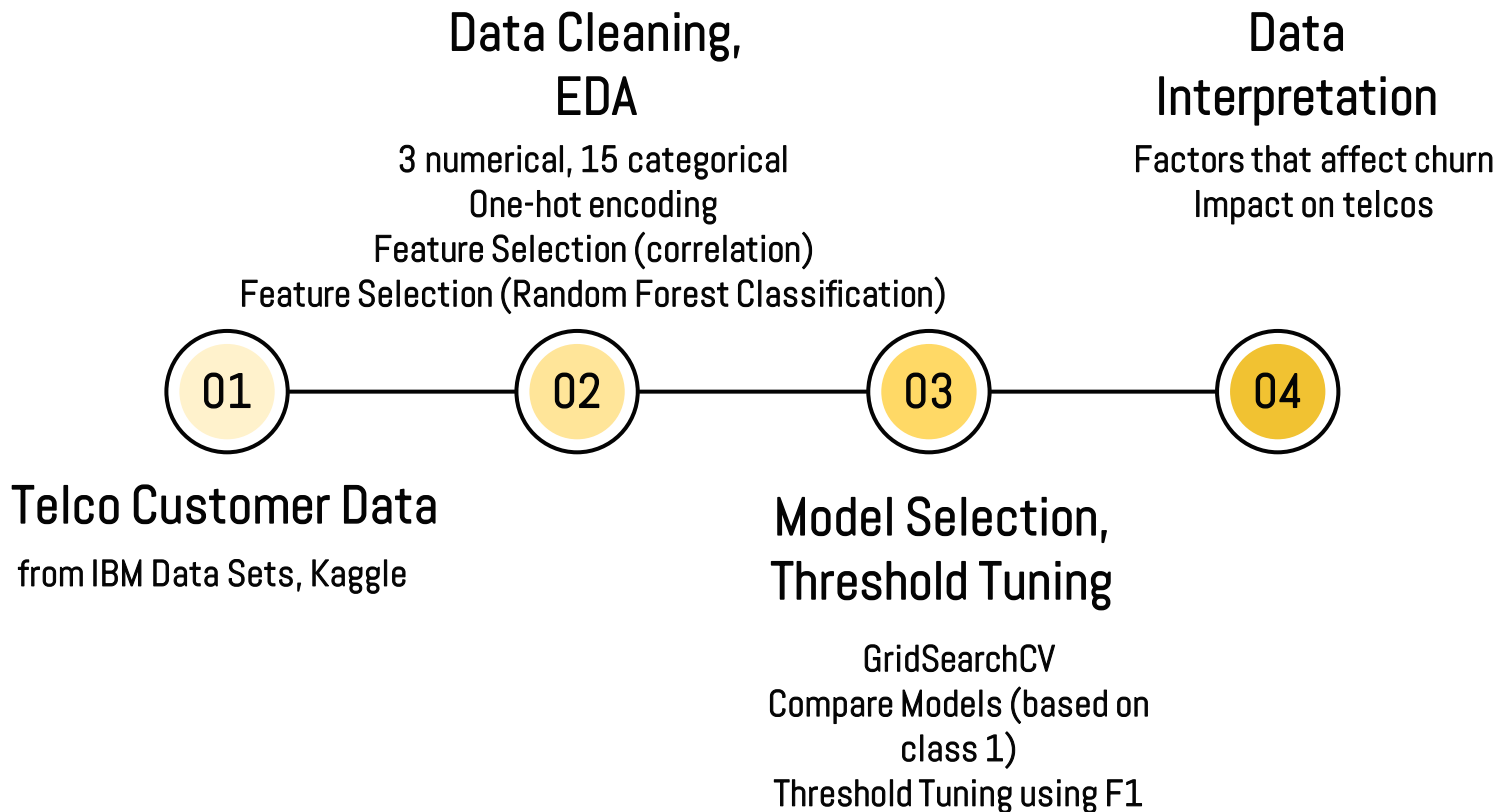 Data Cleaning,
EDA
3 numerical, 15 categorical
One-hot encoding
Feature Selection (correlation)
Feature Selection (Random Forest Classification)
Data
Interpretation
Factors that affect churn
Impact on telcos
01
02
03
04
Telco Customer Data
from IBM Data Sets, Kaggle
Model Selection,
Threshold Tuning
GridSearchCV
Compare Models (based on
class 1)
Threshold Tuning using F1